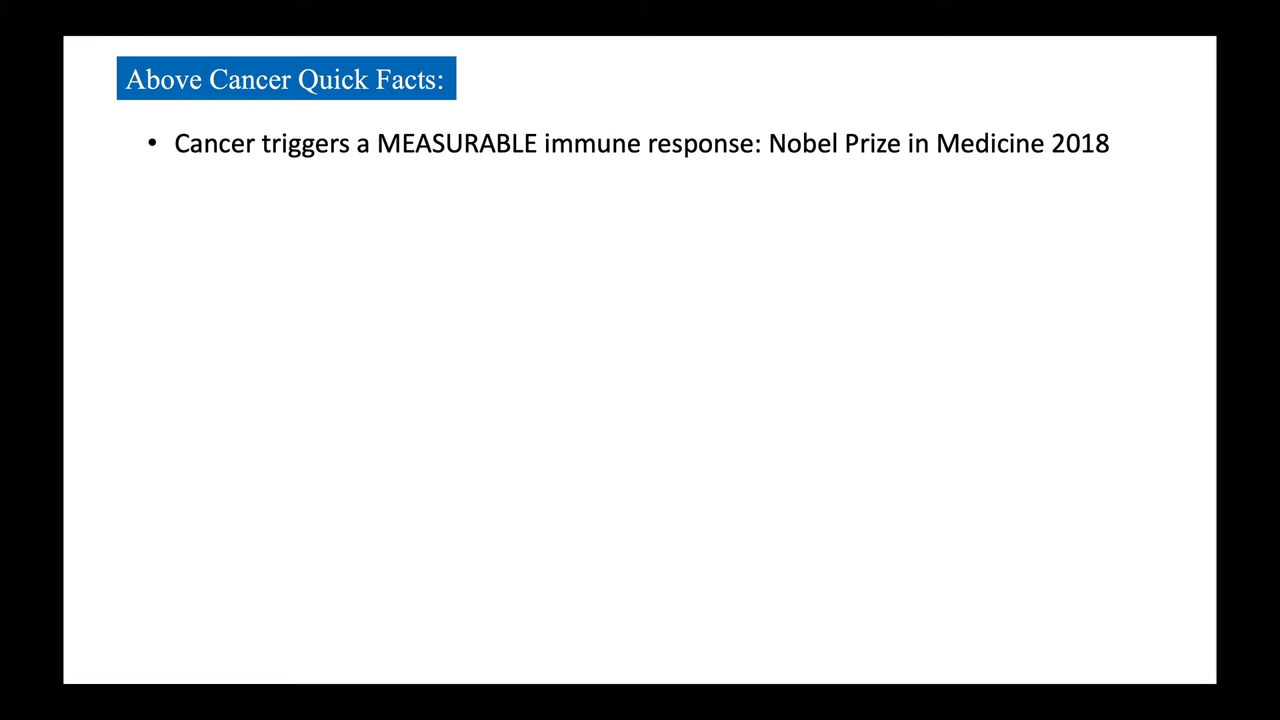 Above Cancer Quick Facts:
• Cancer triggers a MEASURABLE immune response: Nobel Prize in Medicine 2018